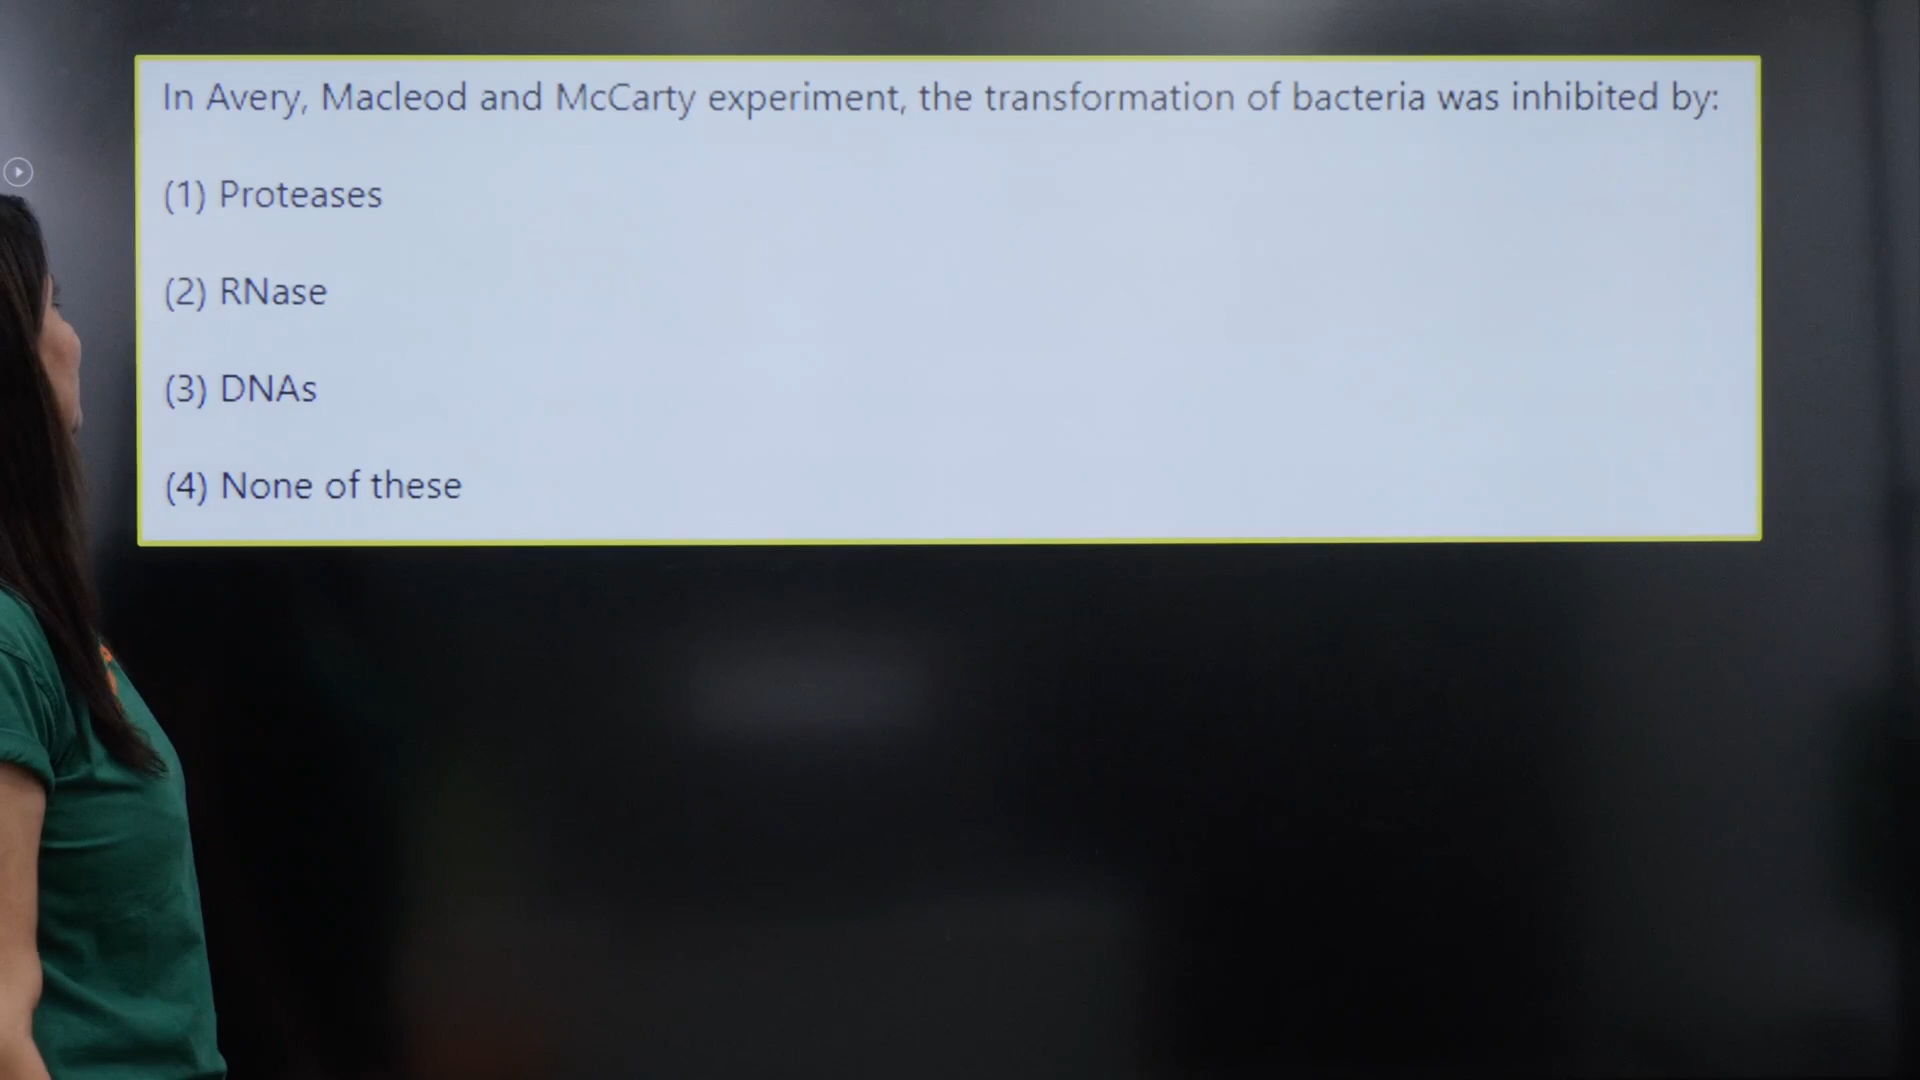 In Avery, Macleod and McCarty experiment, the transformation of bacteria was inhibited by:
(1) Proteases
(2) RNase
(3) DNAs
(4) None of these